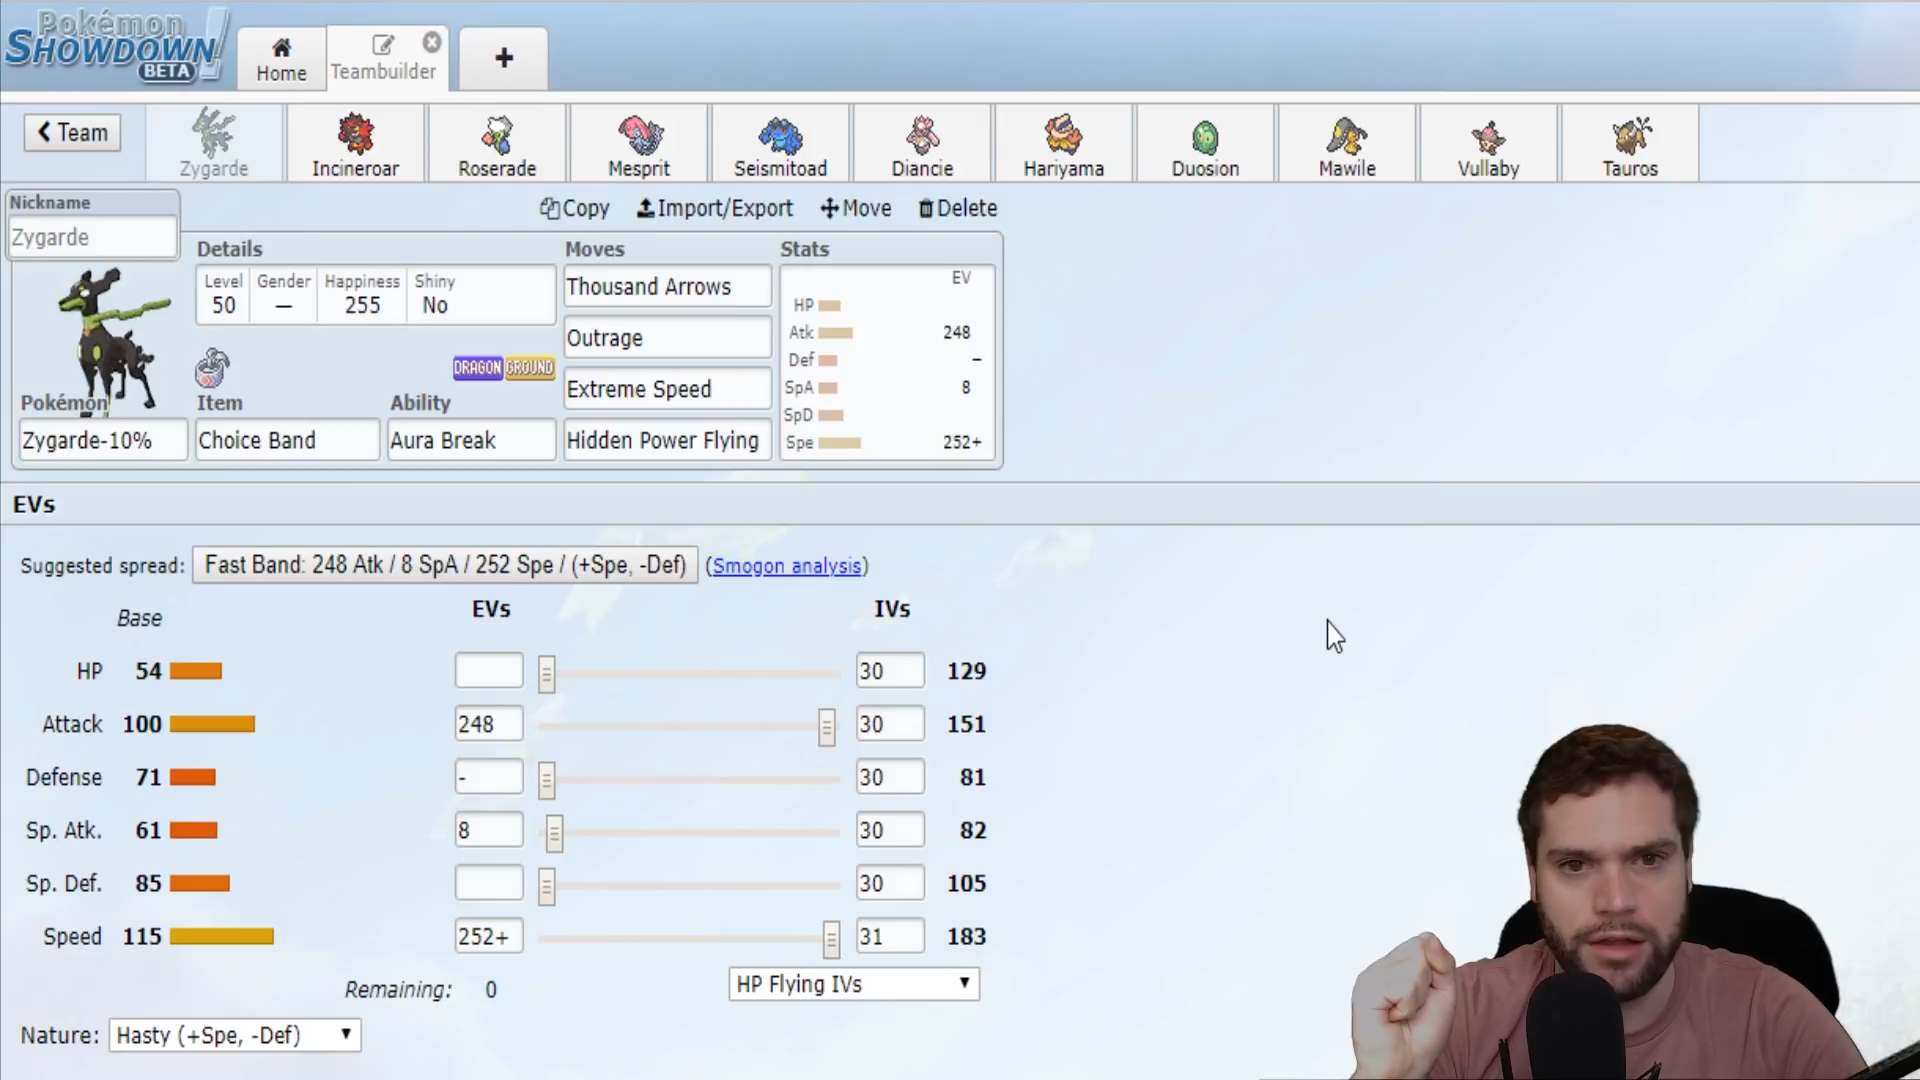 Pokémon
SHOWDOWN!
BETA
Home
Teambuilder
+
Team
Zygarde
Incineroar
Roserade
Mesprit
Seismitoad
Diancie
Hariyama
Duosion
Mawile
Vullaby
Tauros
Nickname
Zygarde
Copy
Import/Export
Move
Delete
Details
Level Gender Happiness Shiny
50 — 255 No
DRAGON GROUND
Pokémon
Zygarde-10%
Item
Choice Band
Ability
Aura Break
Moves
Thousand Arrows
Outrage
Extreme Speed
Hidden Power Flying
Stats
EV
HP
Atk 248
Def –
SpA 8
SpD
Spe 252+
EVs
Suggested spread: Fast Band: 248 Atk / 8 SpA / 252 Spe / (+Spe, -Def) (Smogon analysis)
Base EVs IVs
HP 54 30 129
Attack 100 248 30 151
Defense 71 - 30 81
Sp. Atk. 61 8 30 82
Sp. Def. 85 30 105
Speed 115 252+ 31 183
Remaining: 0 HP Flying IVs
Nature: Hasty (+Spe, -Def)